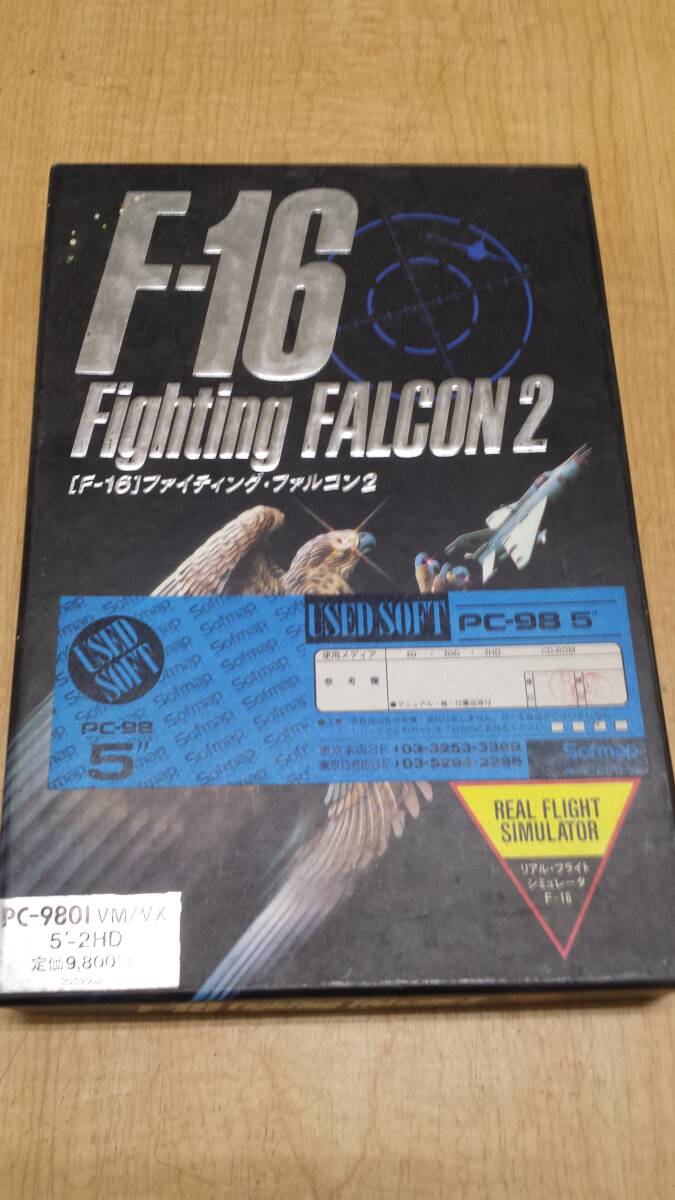 F-16
Fighting FALCON 2
[F-16]ファイティング・ファルコン2
USED SOFT
PC-98
5"
Sofmap
USED SOFT PC-98 5"
使用メディア 2D ・ 2DD ・ 2HD CD-ROM
参考欄
東京本店3F 03-3253-3399
03-5294-2295
Sofmap
REAL FLIGHT
SIMULATOR
リアル・フライト
シミュレータ
F-16
PC-9801 VM/VX
5"-2HD
定価9,800円